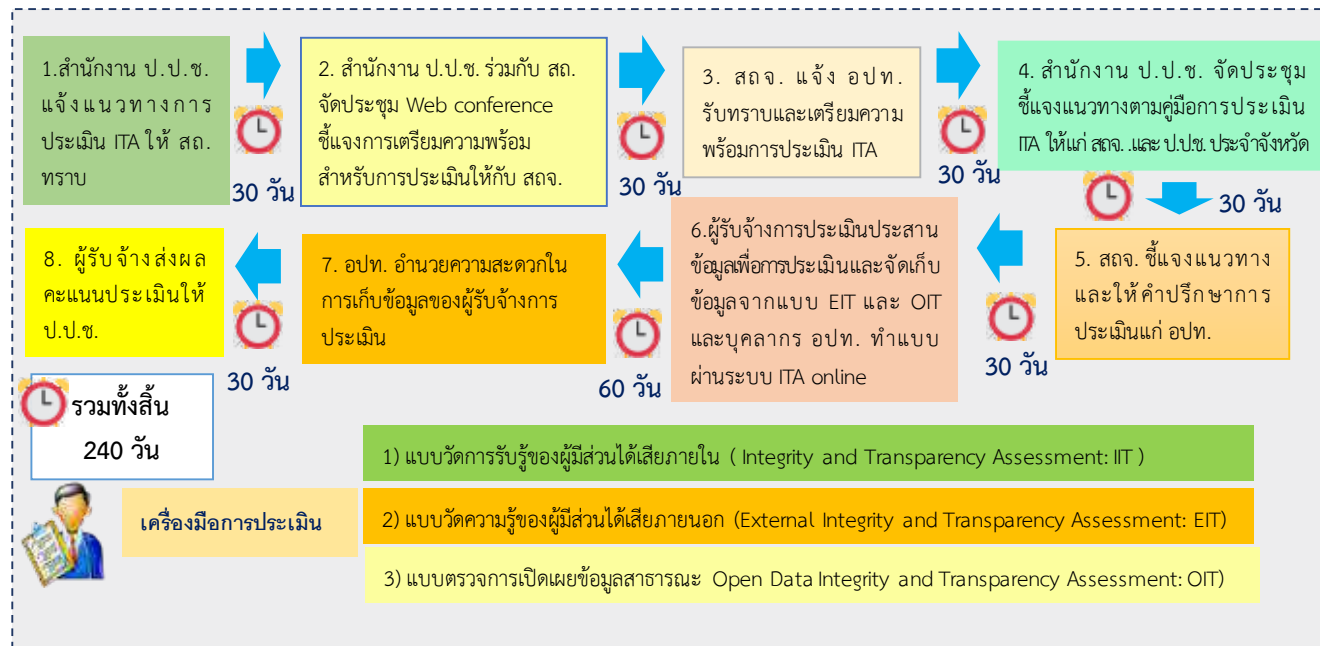 1.สำนักงาน ป.ป.ช.
แจ้งแนวทางการ
ประเมิน ITA ให้ สถ.
ทราบ
30 วัน
2. สำนักงาน ป.ป.ช. ร่วมกับ สถ.
จัดประชุม Web conference
ชี้แจงการเตรียมความพร้อม
สำหรับการประเมินให้กับ สถจ.
30 วัน
3. สถจ. แจ้ง อปท.
รับทราบและเตรียมความ
พร้อมการประเมิน ITA
30 วัน
4. สำนักงาน ป.ป.ช. จัดประชุม
ชี้แจงแนวทางตามคู่มือการประเมิน
ITA ให้แก่ สถจ. .และ ป.ป.ช. ประจำจังหวัด
30 วัน
5. สถจ. ชี้แจงแนวทาง
และให้คำปรึกษาการ
ประเมินแก่ อปท.
30 วัน
6.ผู้รับจ้างการประเมินประสาน
ข้อมูลเพื่อการประเมินและจัดเก็บ
ข้อมูลจากแบบ EIT และ OIT
และบุคลากร อปท. ทำแบบ
ผ่านระบบ ITA online
60 วัน
7. อปท. อำนวยความสะดวกใน
การเก็บข้อมูลของผู้รับจ้างการ
ประเมิน
30 วัน
8. ผู้รับจ้างส่งผล
คะแนนประเมินให้
ป.ป.ช.
รวมทั้งสิ้น
240 วัน
เครื่องมือการประเมิน
1) แบบวัดการรับรู้ของผู้มีส่วนได้เสียภายใน ( Integrity and Transparency Assessment: IIT )
2) แบบวัดความรู้ของผู้มีส่วนได้เสียภายนอก (External Integrity and Transparency Assessment: EIT)
3) แบบตรวจการเปิดเผยข้อมูลสาธารณะ Open Data Integrity and Transparency Assessment: OIT)